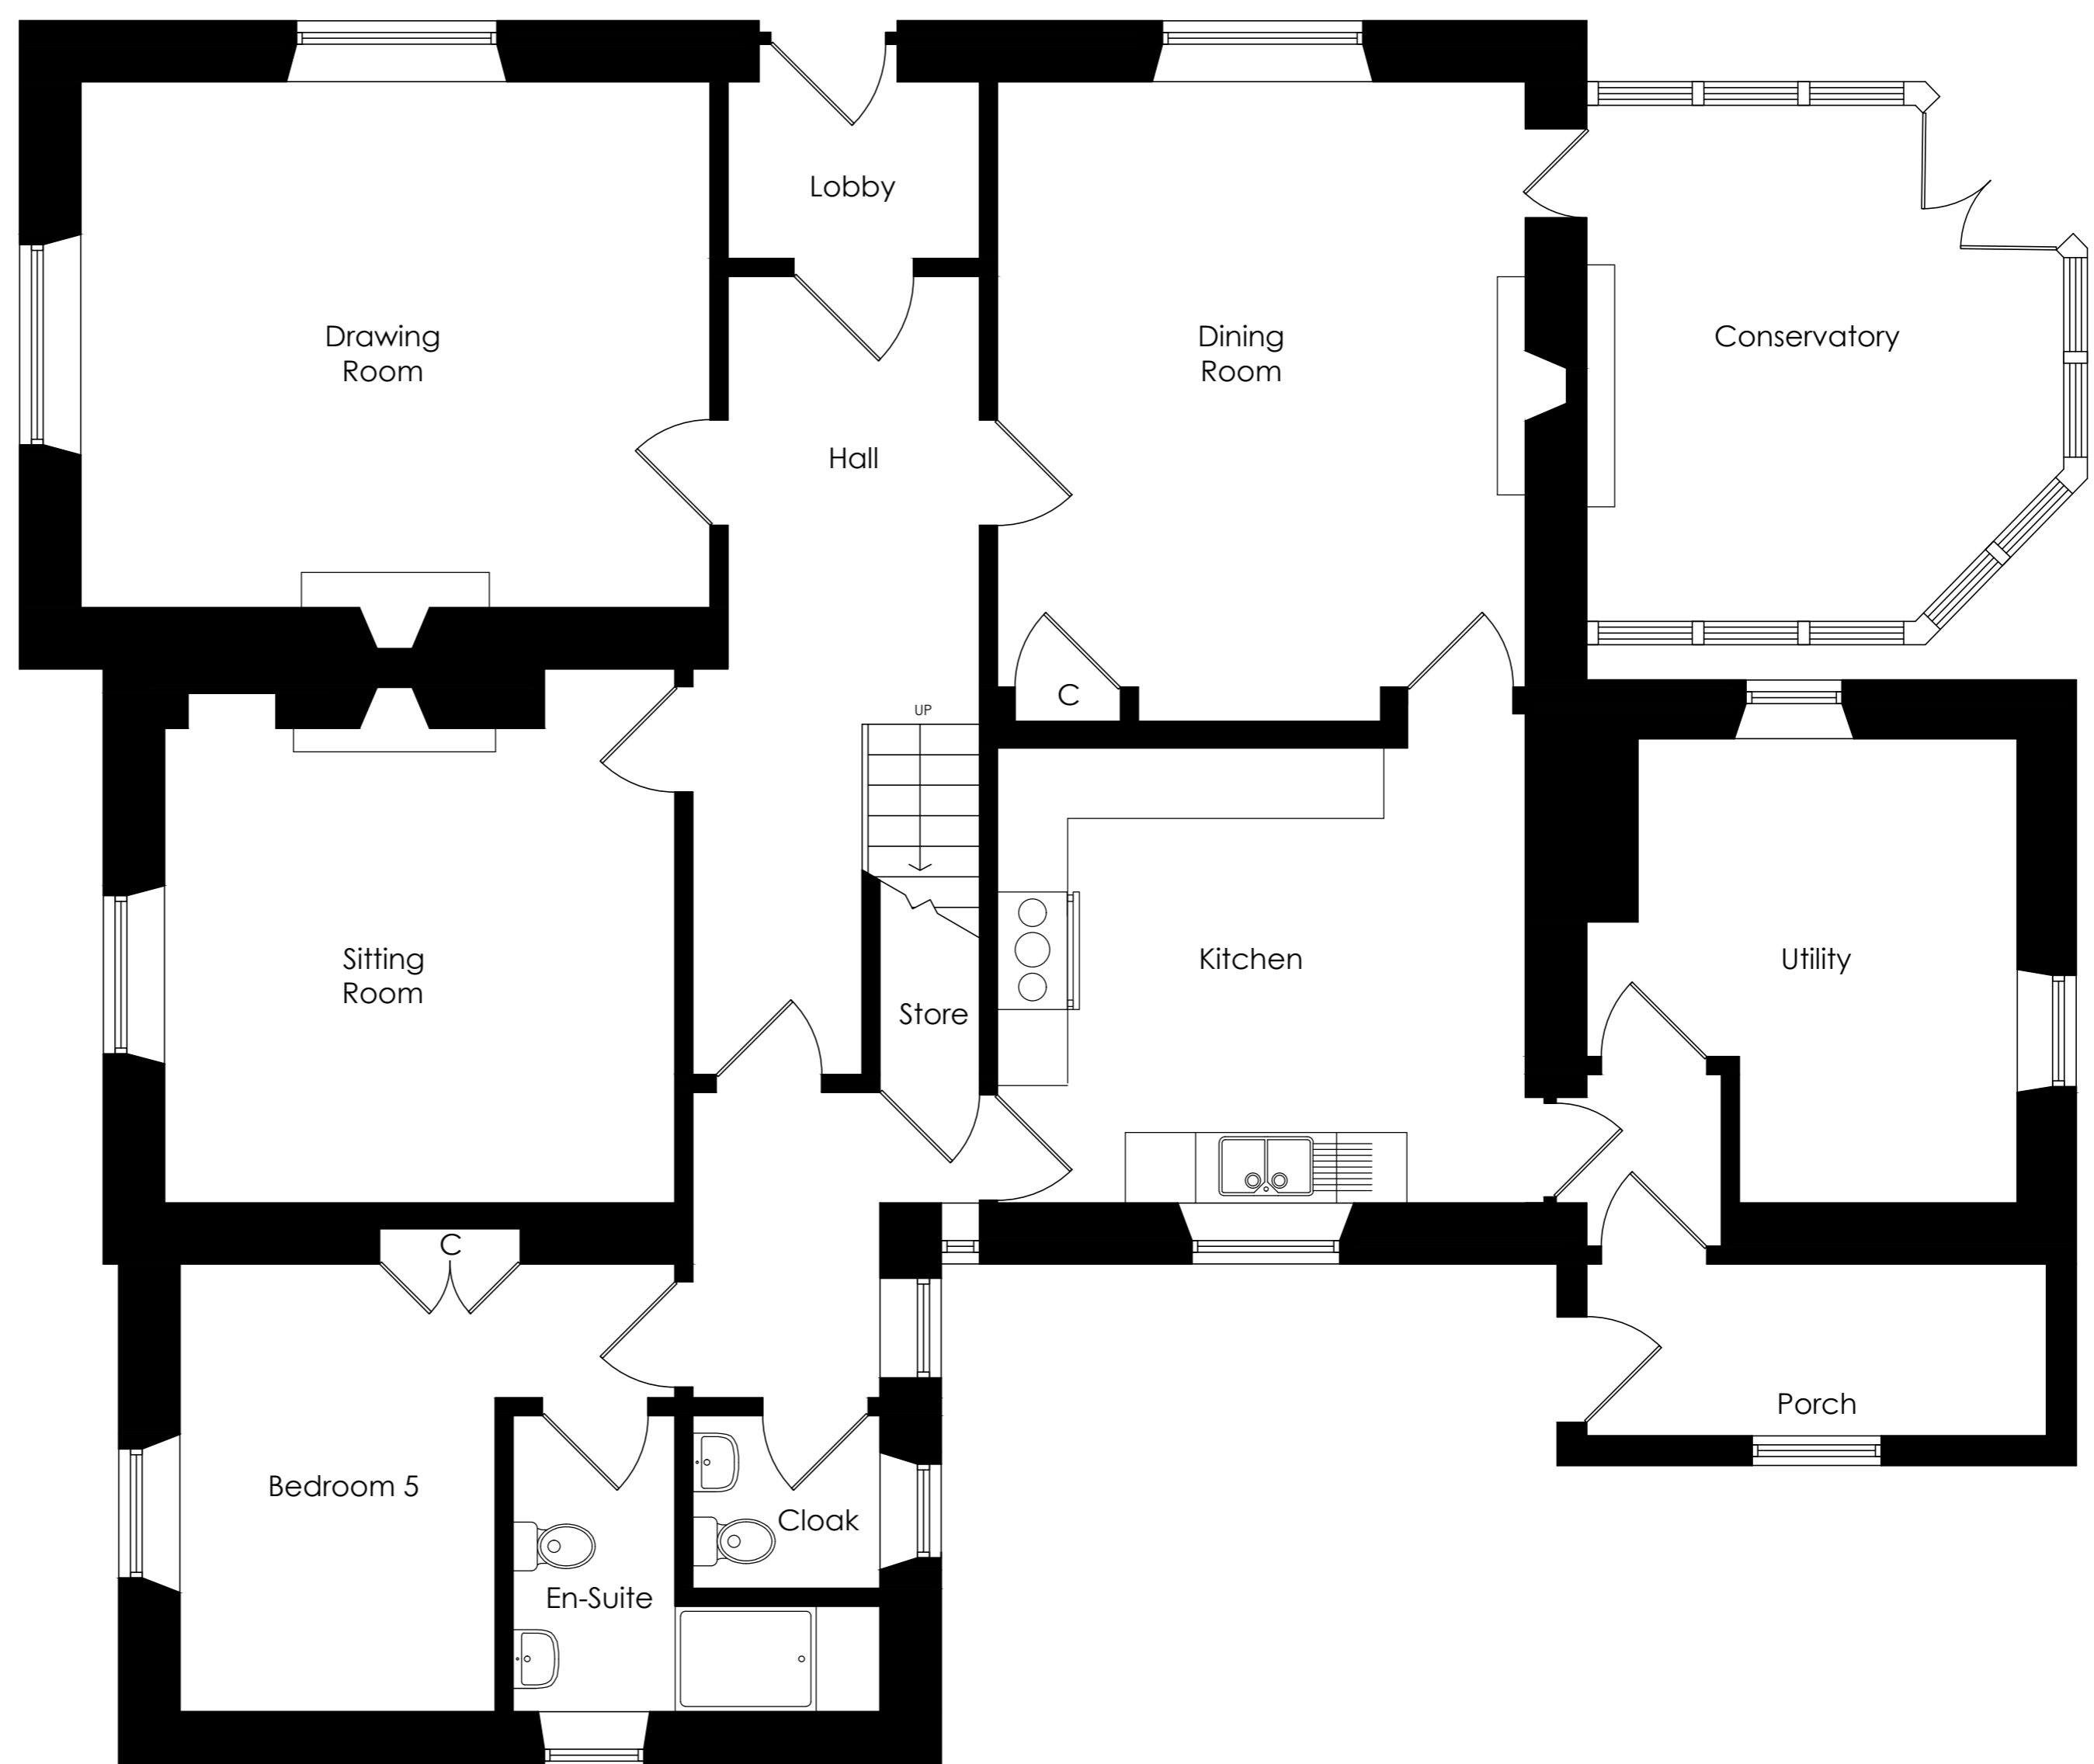 Lobby
Drawing
Room
Dining
Room
Conservatory
Hall
C
UP
Sitting
Room
Kitchen
Utility
Store
C
Porch
Bedroom 5
Cloak
En-Suite